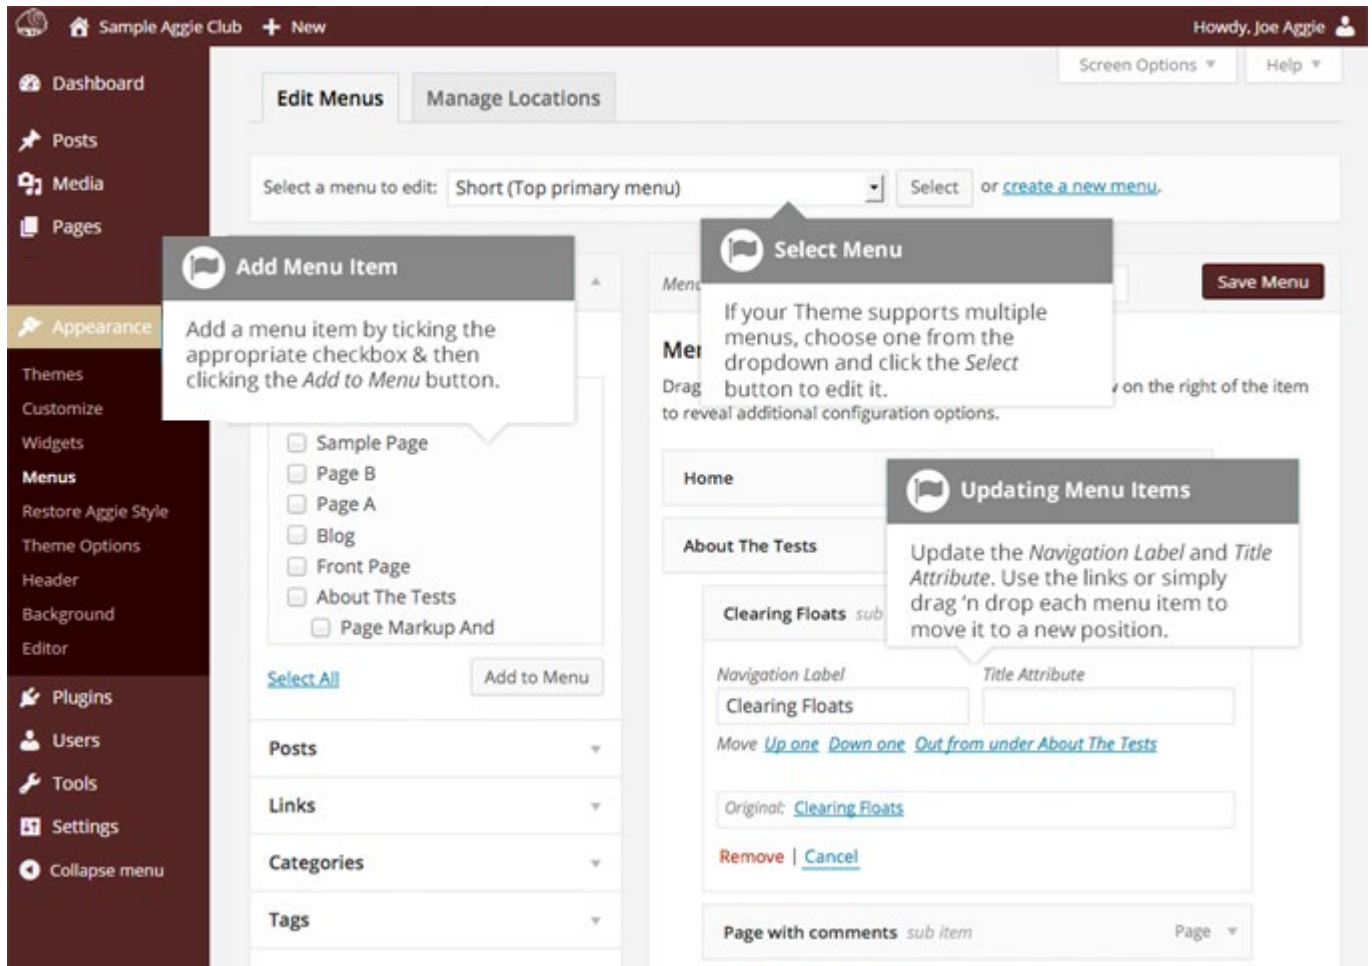 Sample Aggie Club
New
Howdy, Joe Aggie
Screen Options
Help
Dashboard
Posts
Media
Pages
Appearance
Themes
Customize
Widgets
Menus
Restore Aggie Style
Theme Options
Header
Background
Editor
Plugins
Users
Tools
Settings
Collapse menu
Edit Menus
Manage Locations
Select a menu to edit: Short (Top primary menu) Select or create a new menu.
Add Menu Item
Add a menu item by ticking the
appropriate checkbox & then
clicking the Add to Menu button.
Sample Page
Page B
Page A
Blog
Front Page
About The Tests
Page Markup And
Select All
Add to Menu
Posts
Links
Categories
Tags
Select Menu
If your Theme supports multiple
menus, choose one from the
dropdown and click the Select
button to edit it.
Save Menu
Drag
on the right of the item
to reveal additional configuration options.
Home
About The Tests
Updating Menu Items
Update the Navigation Label and Title
Attribute. Use the links or simply
drag 'n drop each menu item to
move it to a new position.
Clearing Floats sub
Navigation Label
Title Attribute
Clearing Floats
Move Up one Down one Out from under About The Tests
Original: Clearing Floats
Remove | Cancel
Page with comments sub item
Page